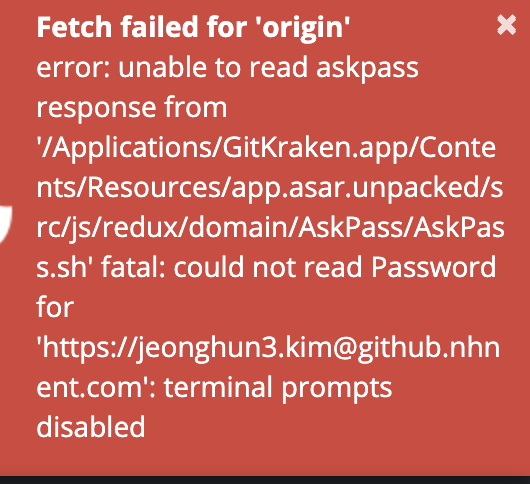 Fetch failed for 'origin'
error: unable to read askpass
response from
'/Applications/GitKraken.app/Conte
nts/Resources/app.asar.unpacked/s
rc/js/redux/domain/AskPass/AskPas
s.sh' fatal: could not read Password
for
'https://jeonghun3.kim@github.nhn
ent.com': terminal prompts
disabled